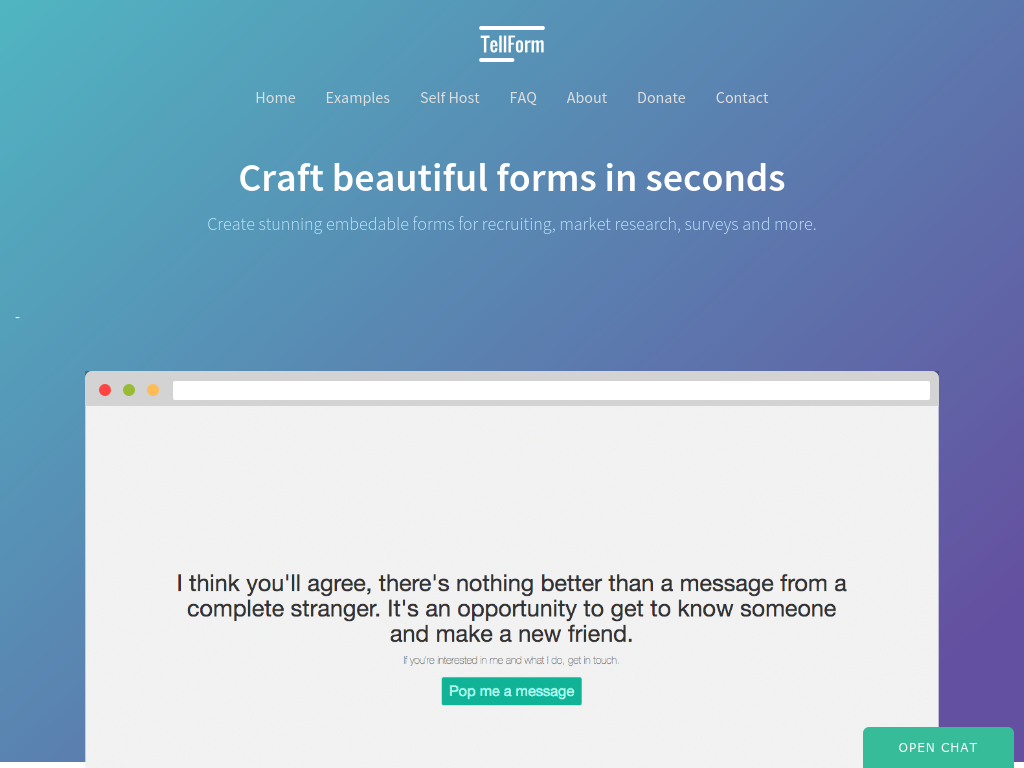 TellForm
Home Examples Self Host FAQ About Donate Contact
Craft beautiful forms in seconds
Create stunning embedable forms for recruiting, market research, surveys and more.
-
I think you'll agree, there's nothing better than a message from a
complete stranger. It's an opportunity to get to know someone
and make a new friend.
If you're interested in me and what I do, get in touch.
Pop me a message
OPEN CHAT